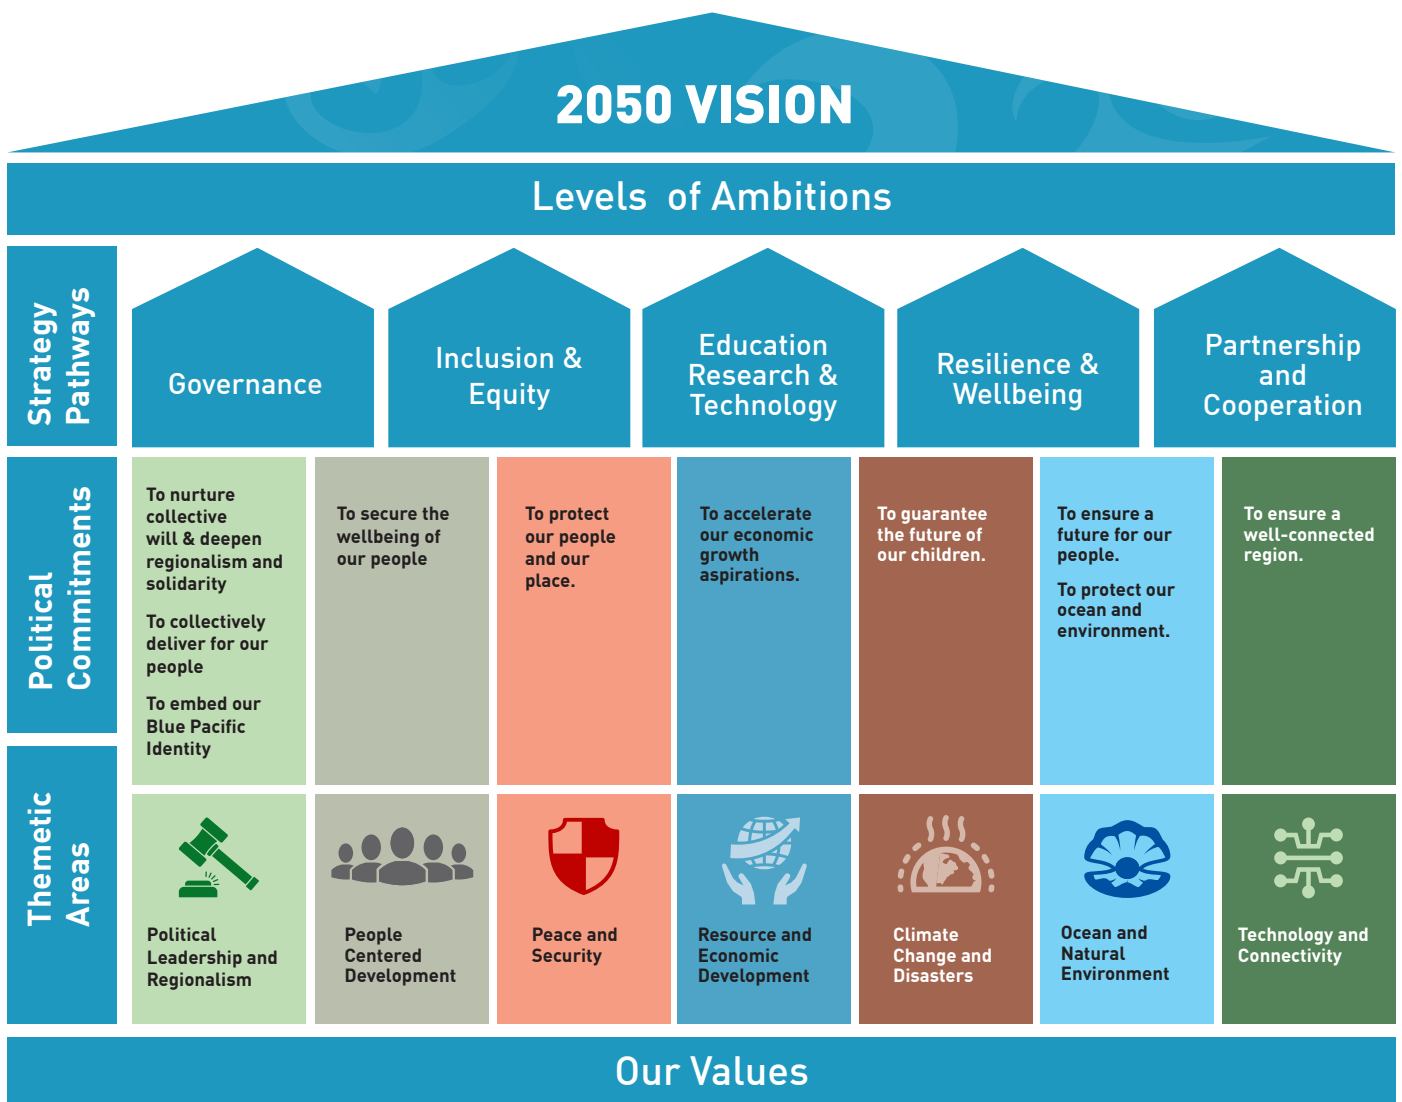 2050 VISION
Levels of Ambitions
Strategy
Pathways
Governance
Inclusion &
Equity
Education
Research &
Technology
Resilience &
Wellbeing
Partnership
and
Cooperation
Political
Commitments
To nurture
collective
will & deepen
regionalism and
solidarity
To collectively
deliver for our
people
To embed our
Blue Pacific
Identity
To secure the
wellbeing of
our people
To protect
our people
and our
place.
To accelerate
our economic
growth
aspirations.
To guarantee
the future of
our children.
To ensure a
future for our
people.
To protect our
ocean and
environment.
To ensure a
well-connected
region.
Themetic
Areas
Political
Leadership and
Regionalism
People
Centered
Development
Peace and
Security
Resource and
Economic
Development
Climate
Change and
Disasters
Ocean and
Natural
Environment
Technology and
Connectivity
Our Values